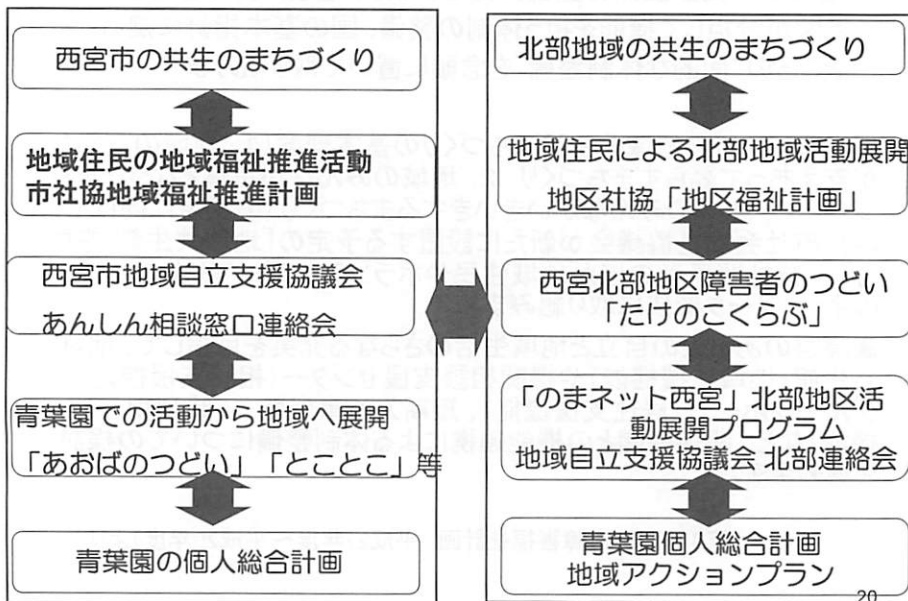 西宮市の共生のまちづくり
地域住民の地域福祉推進活動
市社協地域福祉推進計画
西宮市地域自立支援協議会
あんしん相談窓口連絡会
青葉園での活動から地域へ展開
「あおばのつどい」「とことこ」等
青葉園の個人総合計画
北部地域の共生のまちづくり
地域住民による北部地域活動展開
地区社協「地区福祉計画」
西宮北部地区障害者のつどい
「たけのこくらぶ」
「のまネット西宮」北部地区活
動展開プログラム
地域自立支援協議会 北部連絡会
青葉園個人総合計画
地域アクションプラン
20